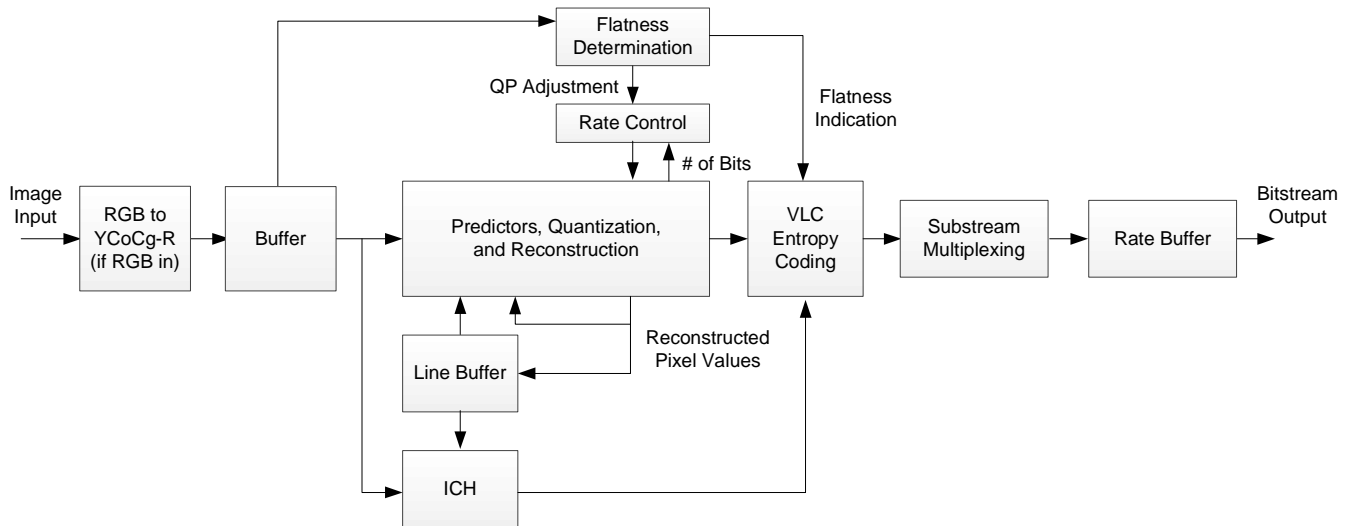 Flatness
Determination
QP Adjustment
Flatness
Indication
Rate Control
# of Bits
Image
Input
RGB to
YCoCg-R
(if RGB in)
Buffer
Predictors, Quantization,
and Reconstruction
VLC
Entropy
Coding
Substream
Multiplexing
Rate Buffer
Bitstream
Output
Line Buffer
Reconstructed
Pixel Values
ICH